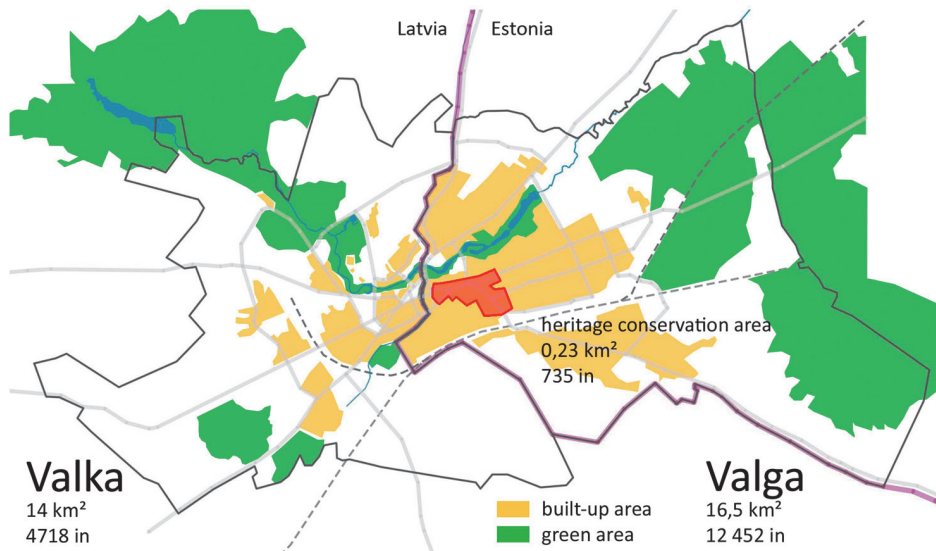 Latvia Estonia
heritage conservation area
0,23 km²
735 in
Valka
14 km²
4718 in
built-up area
green area
Valga
16,5 km²
12 452 in